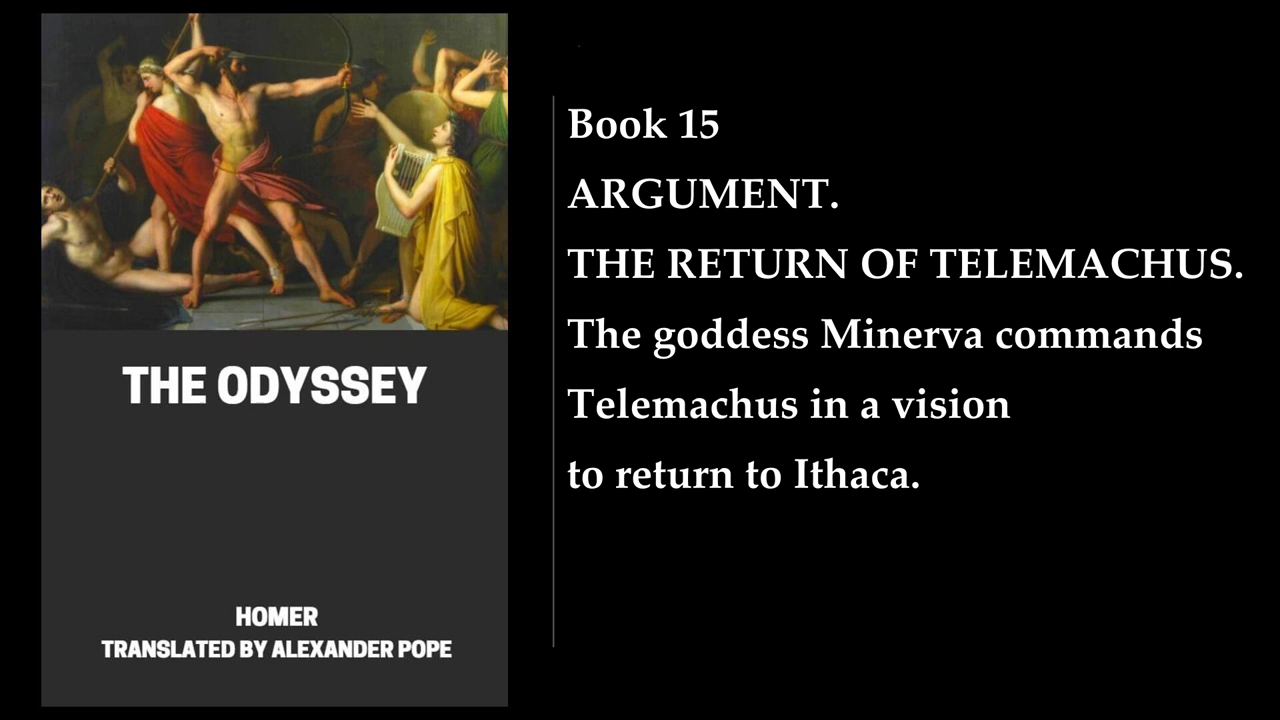 THE ODYSSEY
HOMER
TRANSLATED BY ALEXANDER POPE
Book 15
ARGUMENT.
THE RETURN OF TELEMACHUS.
The goddess Minerva commands
Telemachus in a vision
to return to Ithaca.